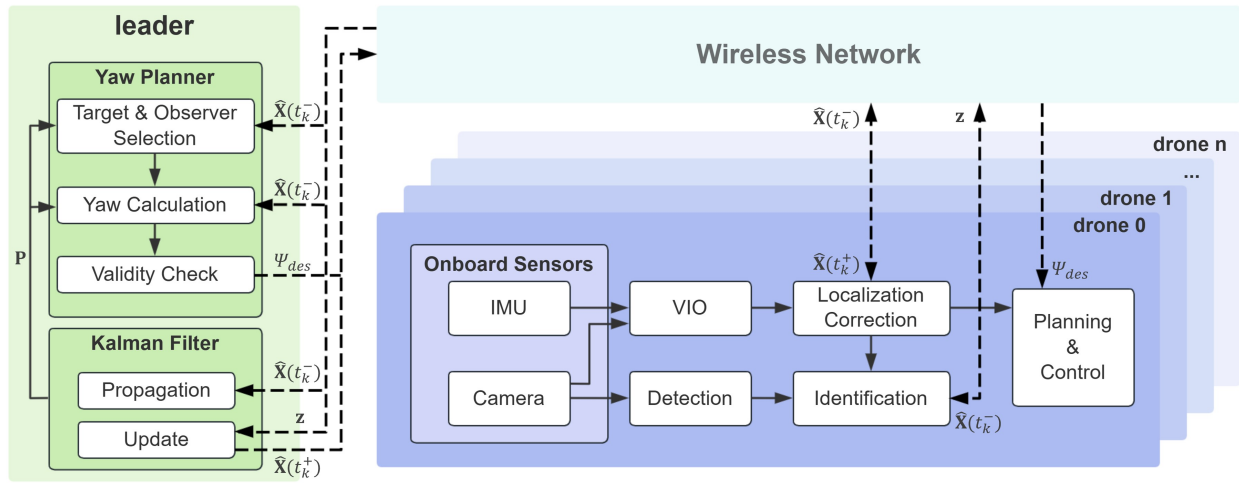 leader
Yaw Planner
Target & Observer
Selection
Yaw Calculation
Validity Check
P
Kalman Filter
Propagation
Update
X̂(t_k^-)
X̂(t_k^-)
Ψ_des
X̂(t_k^-)
z
X̂(t_k^+)
Wireless Network
X̂(t_k^-)
z
drone n
...
drone 1
drone 0
Onboard Sensors
IMU
Camera
VIO
Detection
X̂(t_k^+)
Localization
Correction
Identification
X̂(t_k^-)
Ψ_des
Planning
&
Control